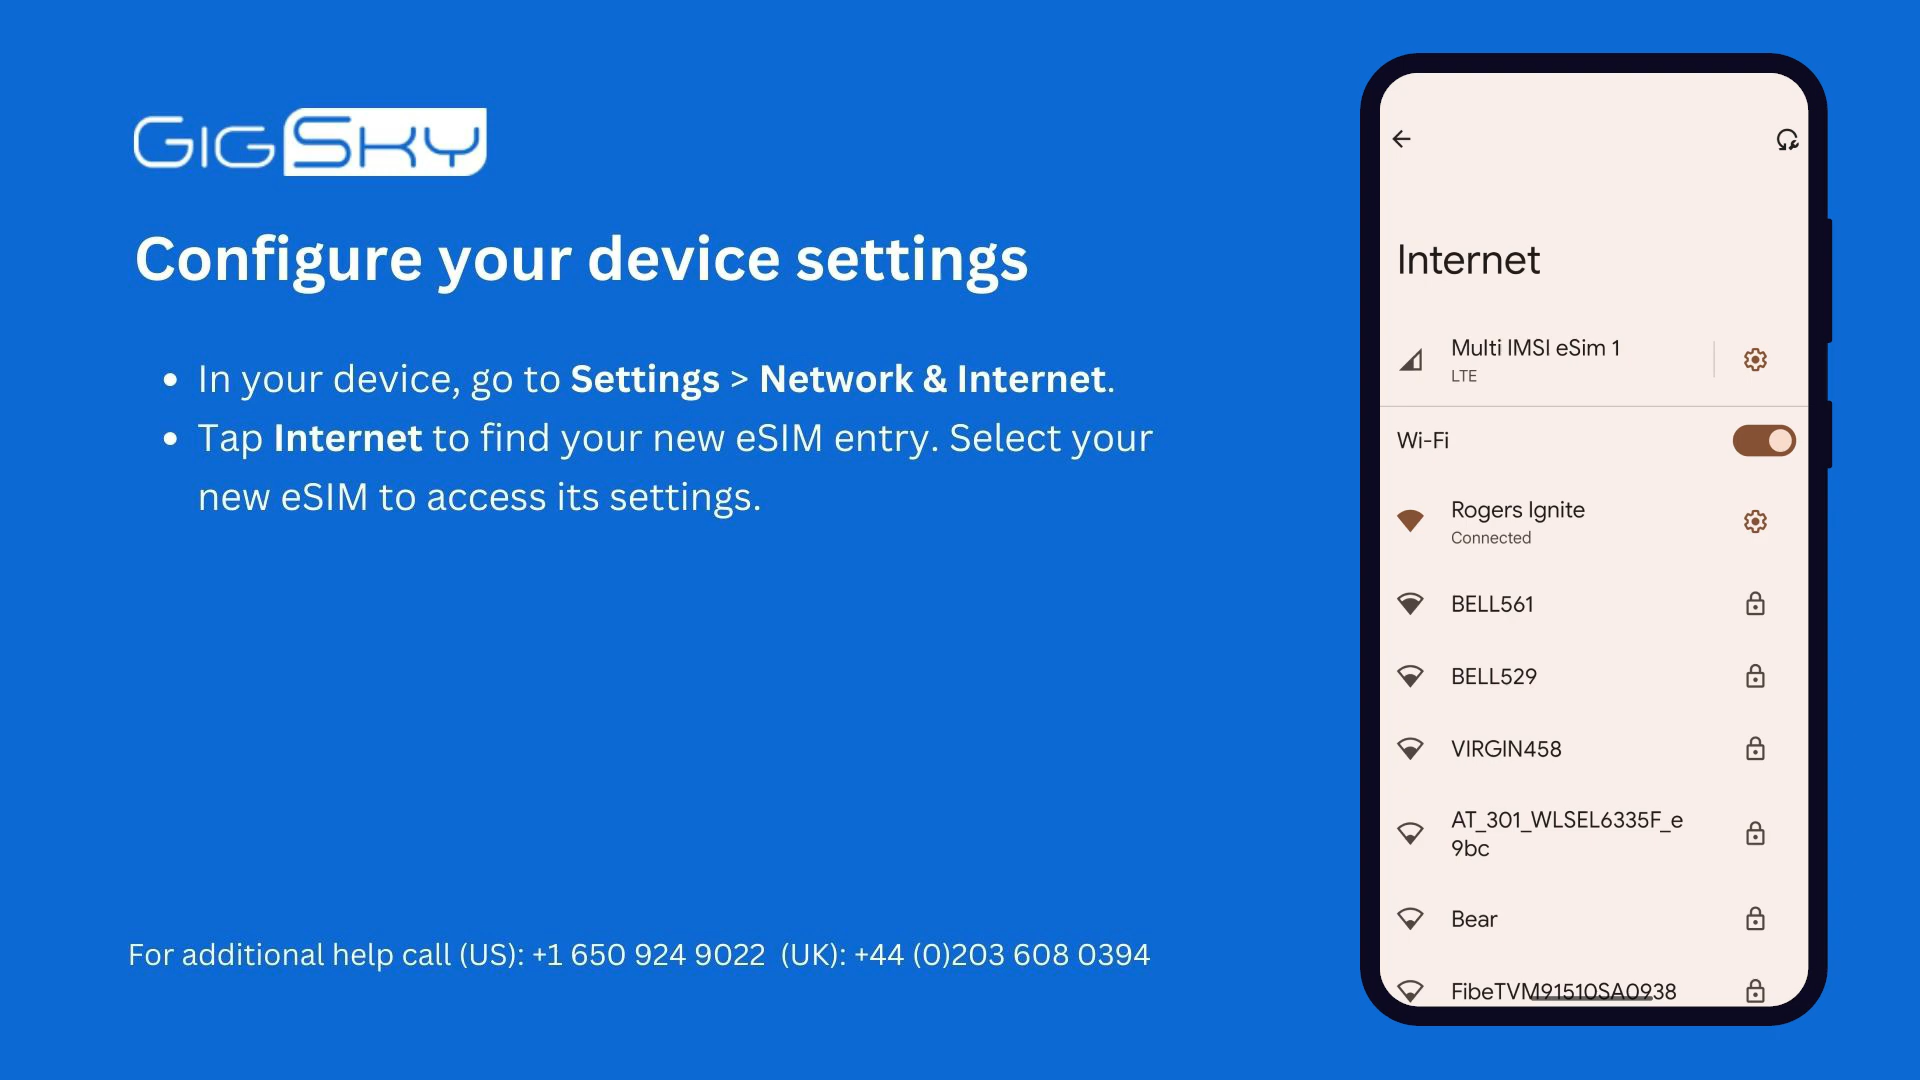 GIGSKY
Configure your device settings
• In your device, go to Settings > Network & Internet.
• Tap Internet to find your new eSIM entry. Select your
new eSIM to access its settings.
For additional help call (US): +1 650 924 9022  (UK): +44 (0)203 608 0394
Internet
Multi IMSI eSim 1
LTE
Wi-Fi
Rogers Ignite
Connected
BELL561
BELL529
VIRGIN458
AT_301_WLSEL6335F_e
9bc
Bear
FibeTVM91510SA0938